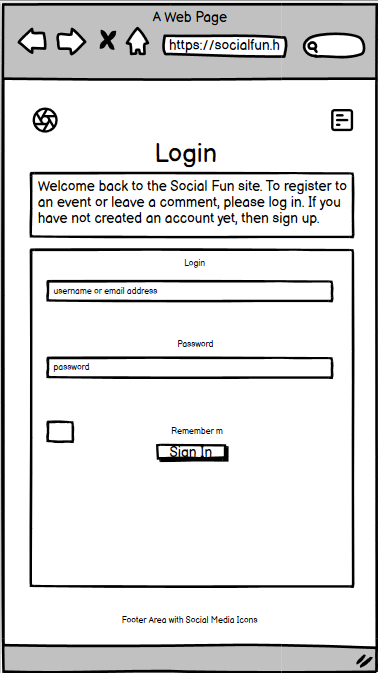 A Web Page
https://socialfun.h
Login
Welcome back to the Social Fun site. To register to
an event or leave a comment, please log in. If you
have not created an account yet, then sign up.
Login
username or email address
Password
password
Remember m
Sign In
Footer Area with Social Media Icons